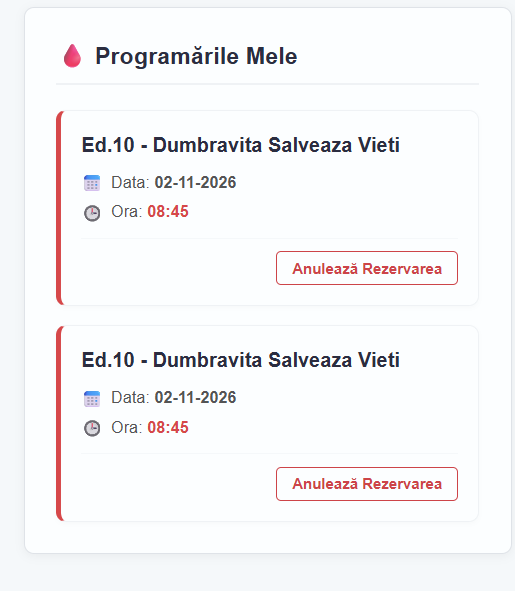 Programările Mele
Ed.10 - Dumbravita Salveaza Vieti
Data: 02-11-2026
Ora: 08:45
Anulează Rezervarea
Ed.10 - Dumbravita Salveaza Vieti
Data: 02-11-2026
Ora: 08:45
Anulează Rezervarea